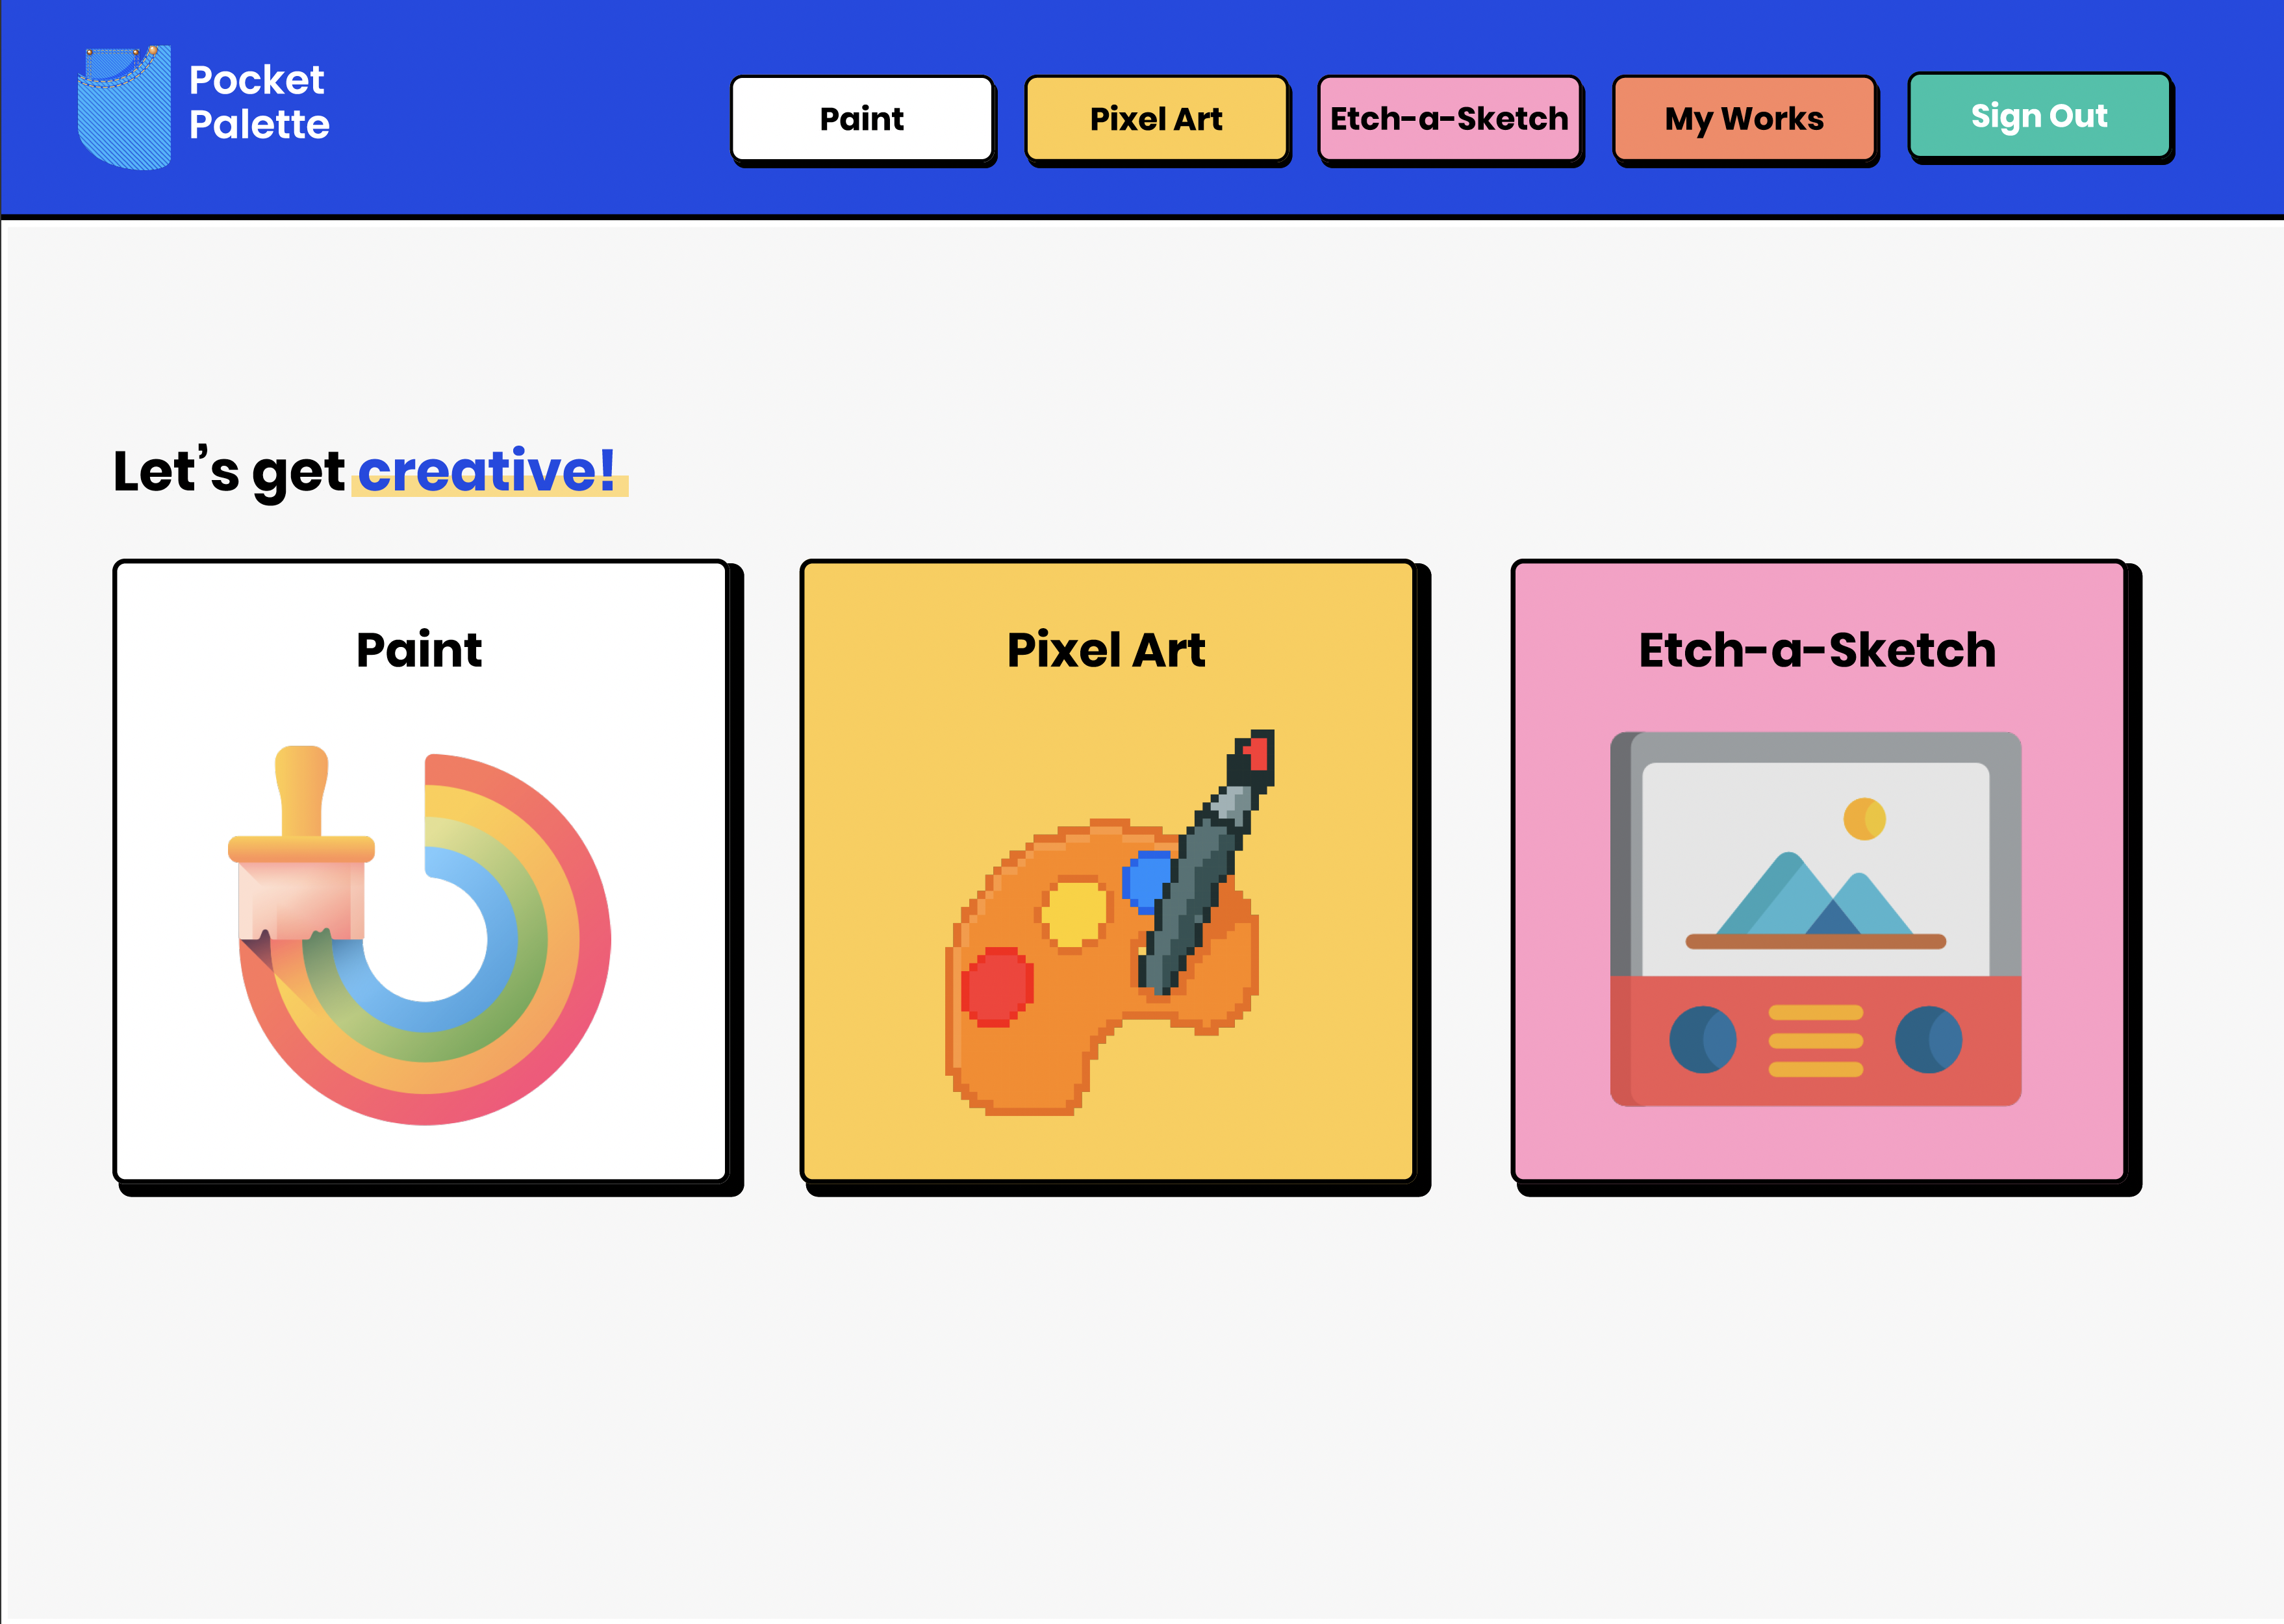 Pocket
Palette
Paint
Pixel Art
Etch-a-Sketch
My Works
Sign Out
Let’s get creative!
Paint
Pixel Art
Etch-a-Sketch